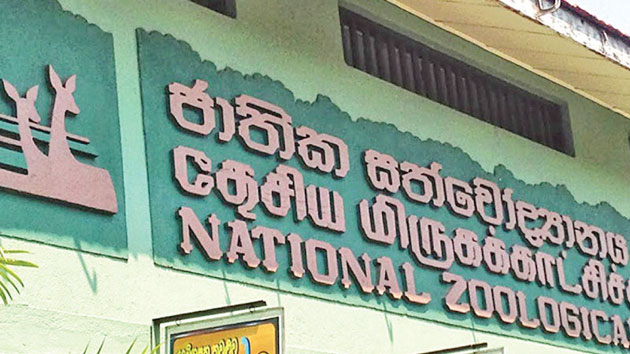 ජාතික සත්වෝද්‍යානය
தேசிய மிருகக்காட்சிச
NATIONAL ZOOLOGICA